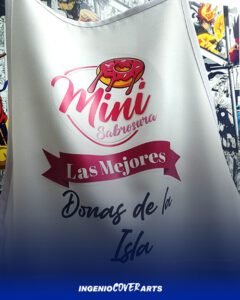 Mini
Sabrosura
Las Mejores
Donas de la
Isla
INGENIOCOVERARTS